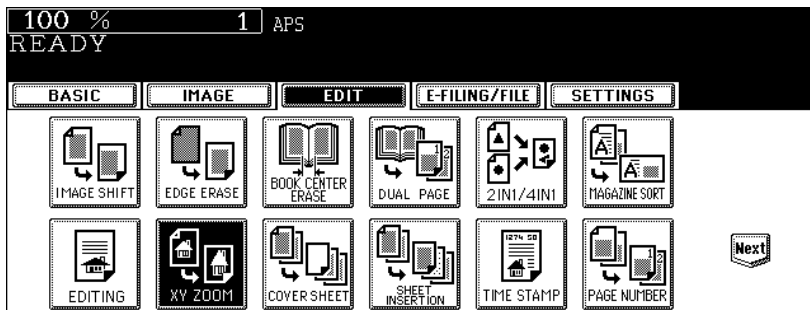 100 % 1 APS
READY
BASIC IMAGE EDIT E-FILING/FILE SETTINGS
IMAGE SHIFT EDGE ERASE BOOK CENTER ERASE DUAL PAGE 2IN1/4IN1 MAGAZINE SORT
EDITING XY ZOOM COVER SHEET SHEET INSERTION TIME STAMP PAGE NUMBER Next